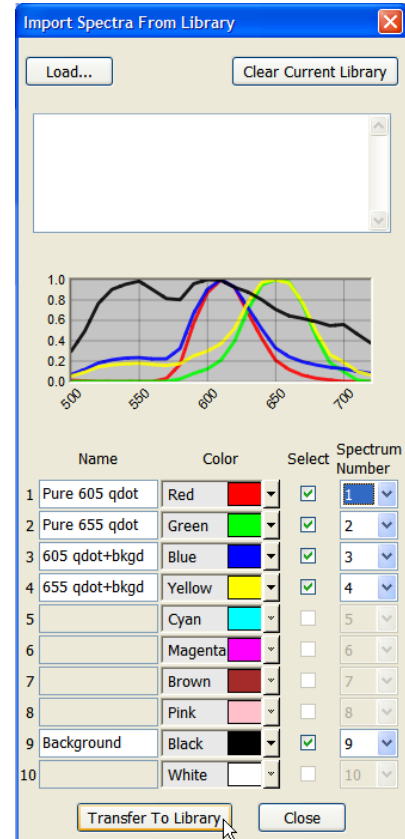 Import Spectra From Library
Load... Clear Current Library
1.0
0.8
0.6
0.4
0.2
0.0
500 550 600 650 700
Name Color Select Spectrum Number
1 Pure 605 qdot Red 1
2 Pure 655 qdot Green 2
3 605 qdot+bkgd Blue 3
4 655 qdot+bkgd Yellow 4
5 Cyan 5
6 Magenta 6
7 Brown 7
8 Pink 8
9 Background Black 9
10 White 10
Transfer To Library Close